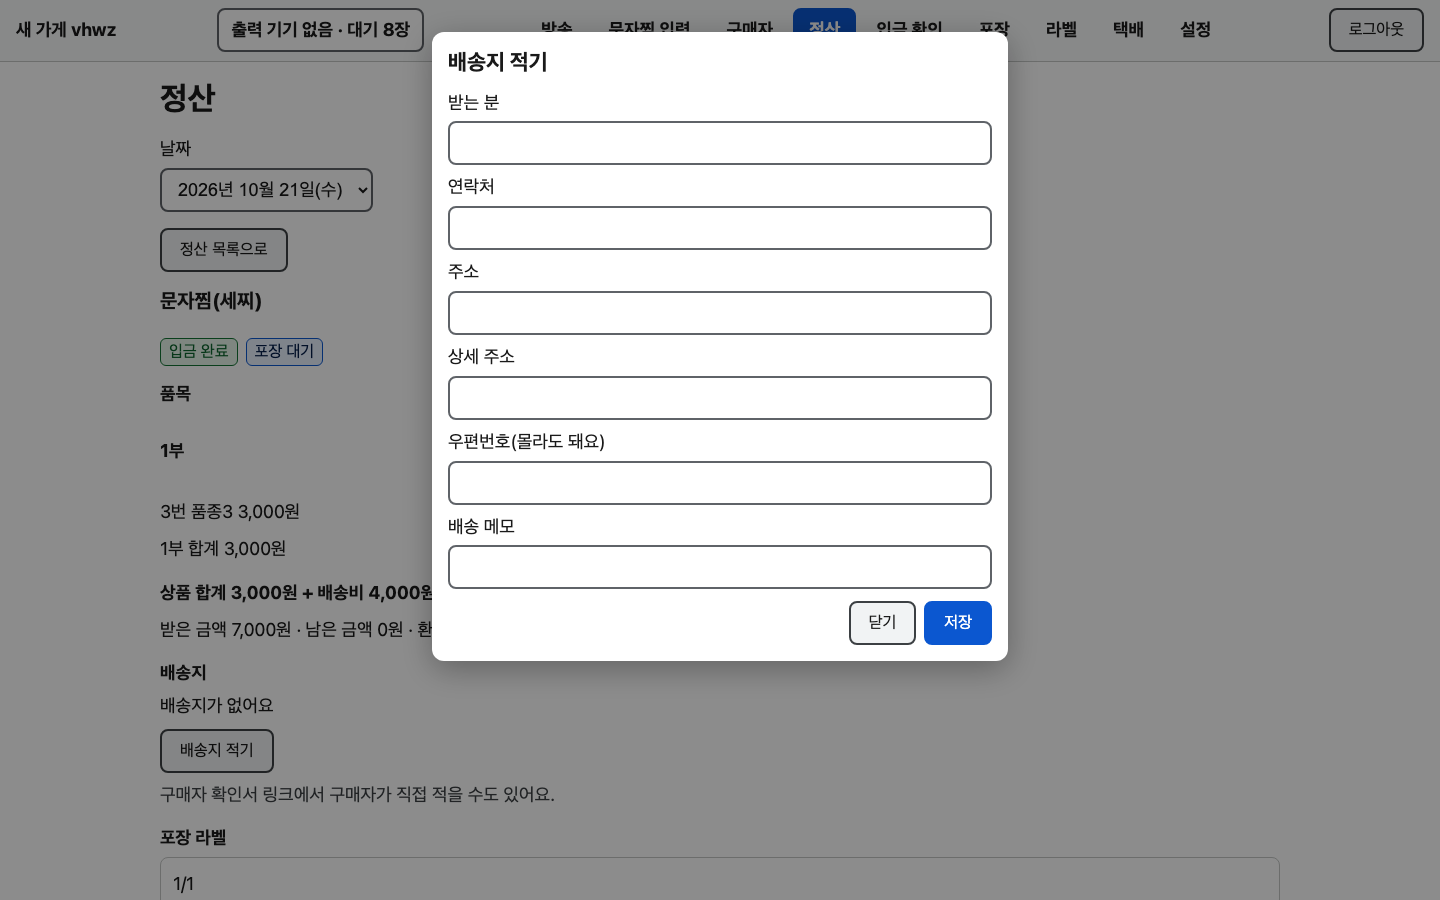 새 가게 vhwz
출력 기기 없음 · 대기 8장
방송
문자찜 입력
구매자
정산
입금 확인
포장
라벨
택배
설정
로그아웃
정산
날짜
2026년 10월 21일(수)
정산 목록으로
문자찜(세찌)
입금 완료
포장 대기
품목
1부
3번 품종3 3,000원
1부 합계 3,000원
상품 합계 3,000원 + 배송비 4,000원
받은 금액 7,000원 · 남은 금액 0원 · 환
배송지
배송지가 없어요
배송지 적기
구매자 확인서 링크에서 구매자가 직접 적을 수도 있어요.
포장 라벨
1/1
배송지 적기
받는 분
연락처
주소
상세 주소
우편번호(몰라도 돼요)
배송 메모
닫기
저장